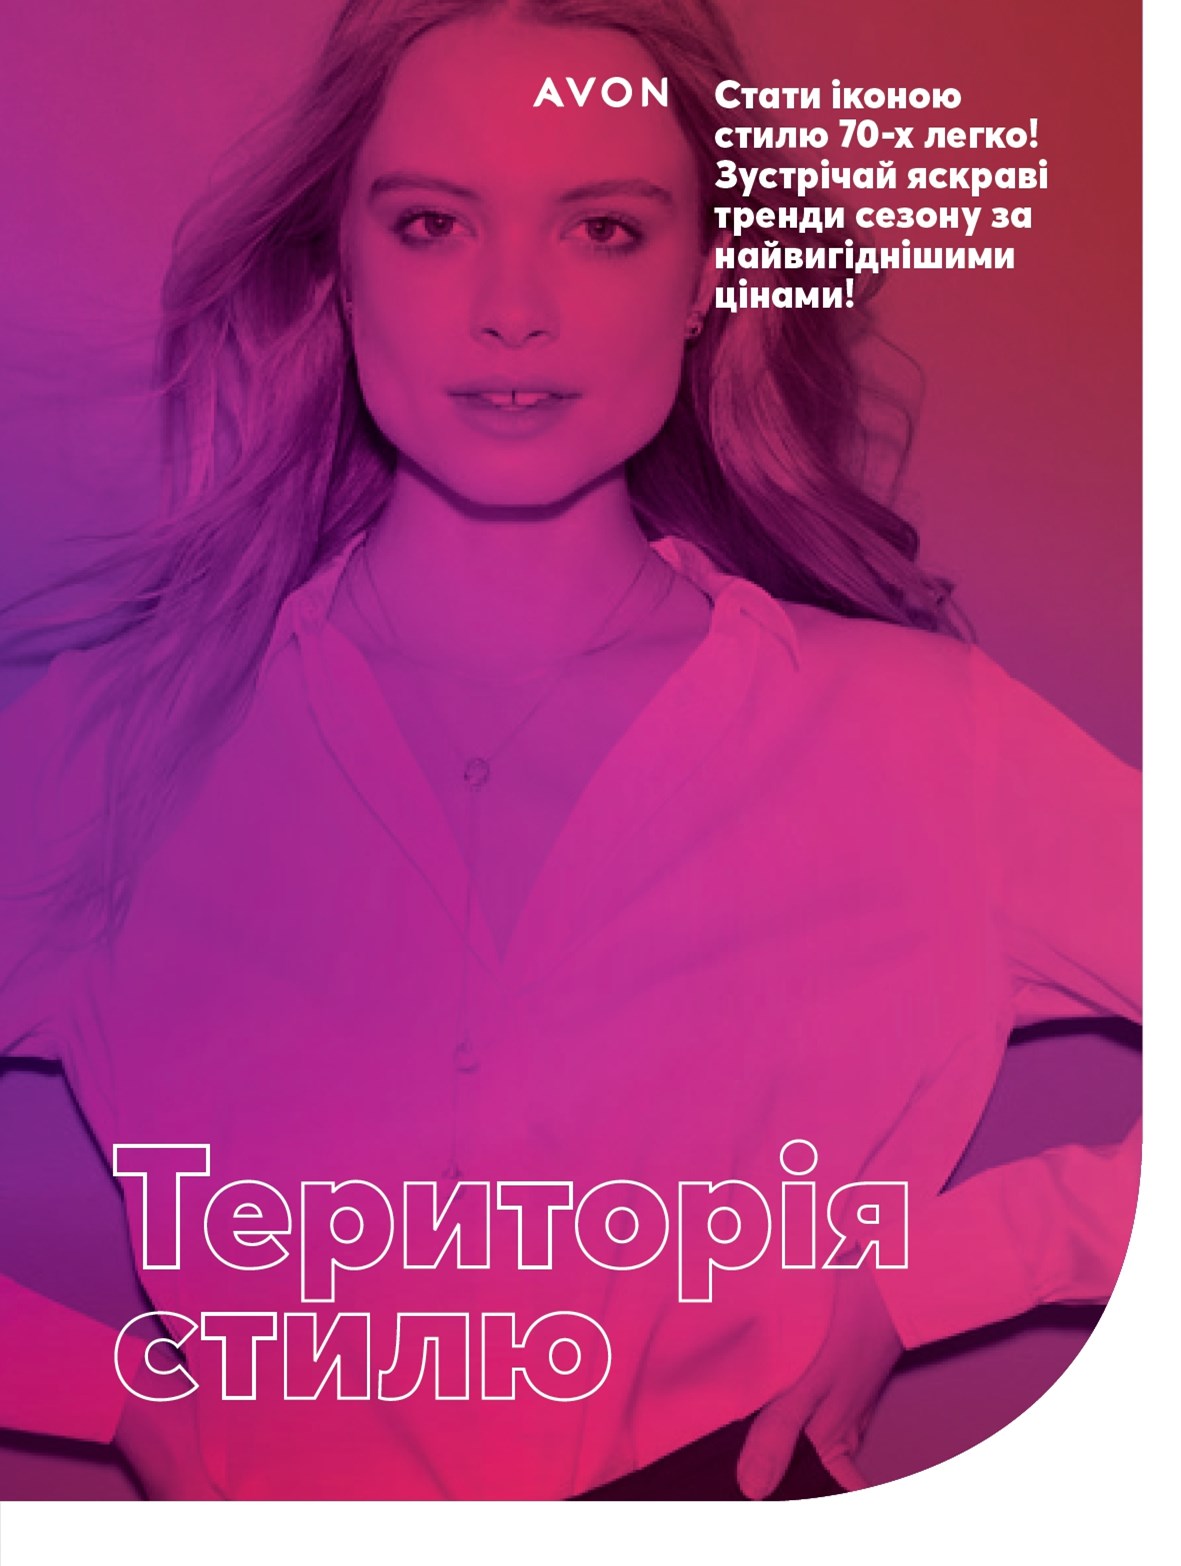 AVON
Стати іконою
стилю 70-х легко!
Зустрічай яскраві
тренди сезону за
найвигіднішими
цінами!
Територія
стилю